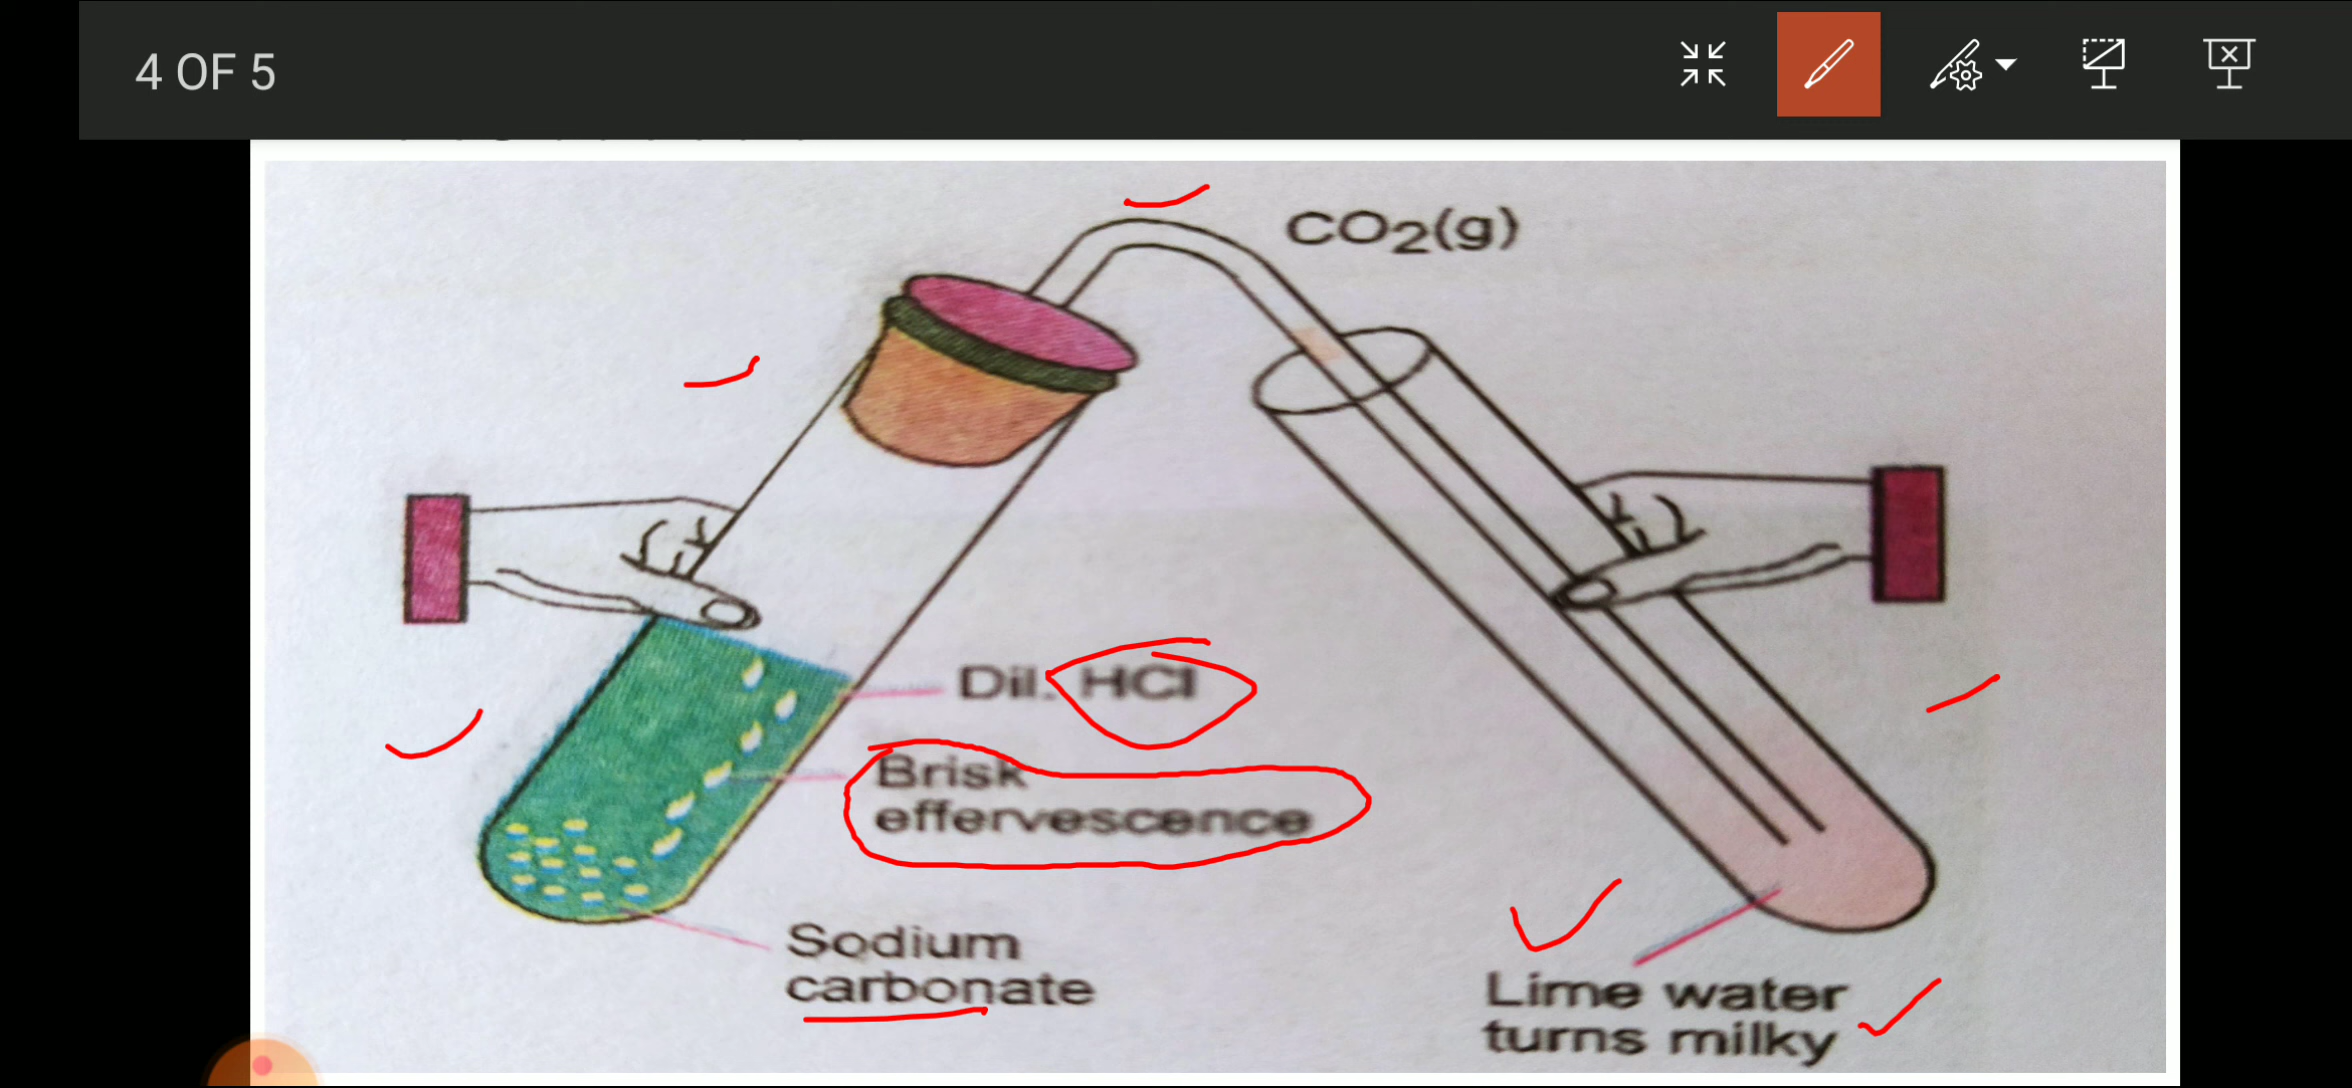 4 OF 5
CO2(g)
Dil. HCl
Brisk
effervescence
Sodium
carbonate
Lime water
turns milky